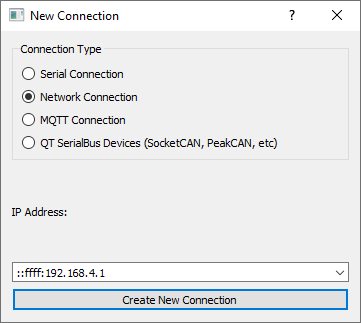 New Connection
Connection Type
Serial Connection
Network Connection
MQTT Connection
QT SerialBus Devices (SocketCAN, PeakCAN, etc)
IP Address:
::ffff:192.168.4.1
Create New Connection